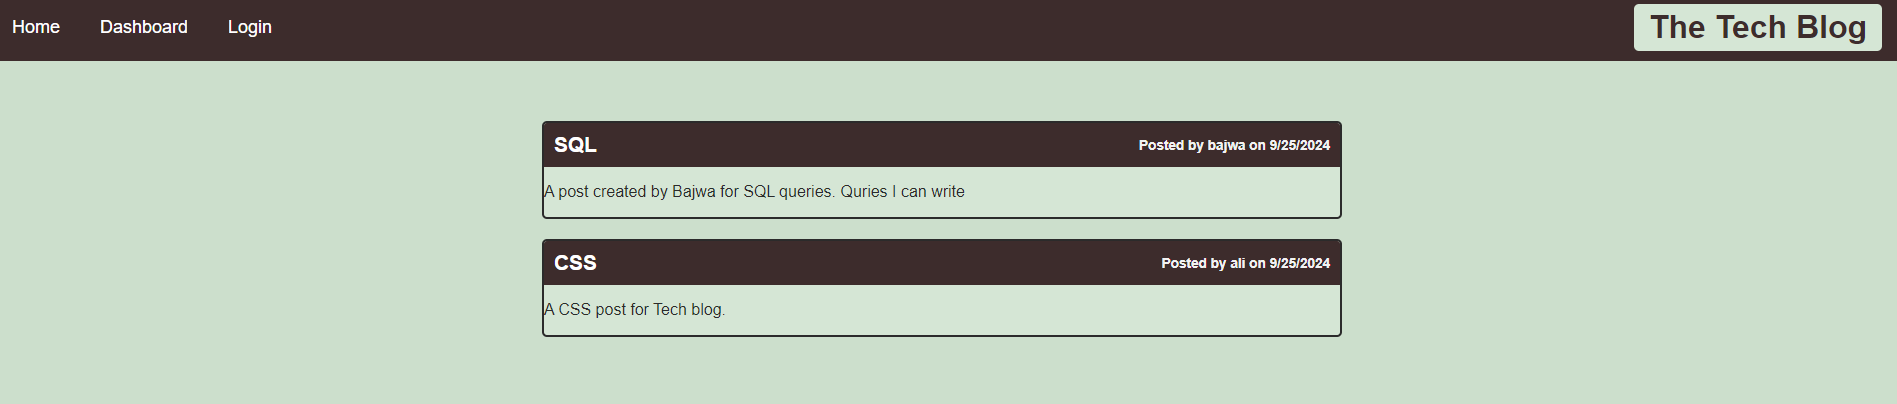 Home Dashboard Login The Tech Blog
SQL Posted by bajwa on 9/25/2024
A post created by Bajwa for SQL queries. Quries I can write
CSS Posted by ali on 9/25/2024
A CSS post for Tech blog.